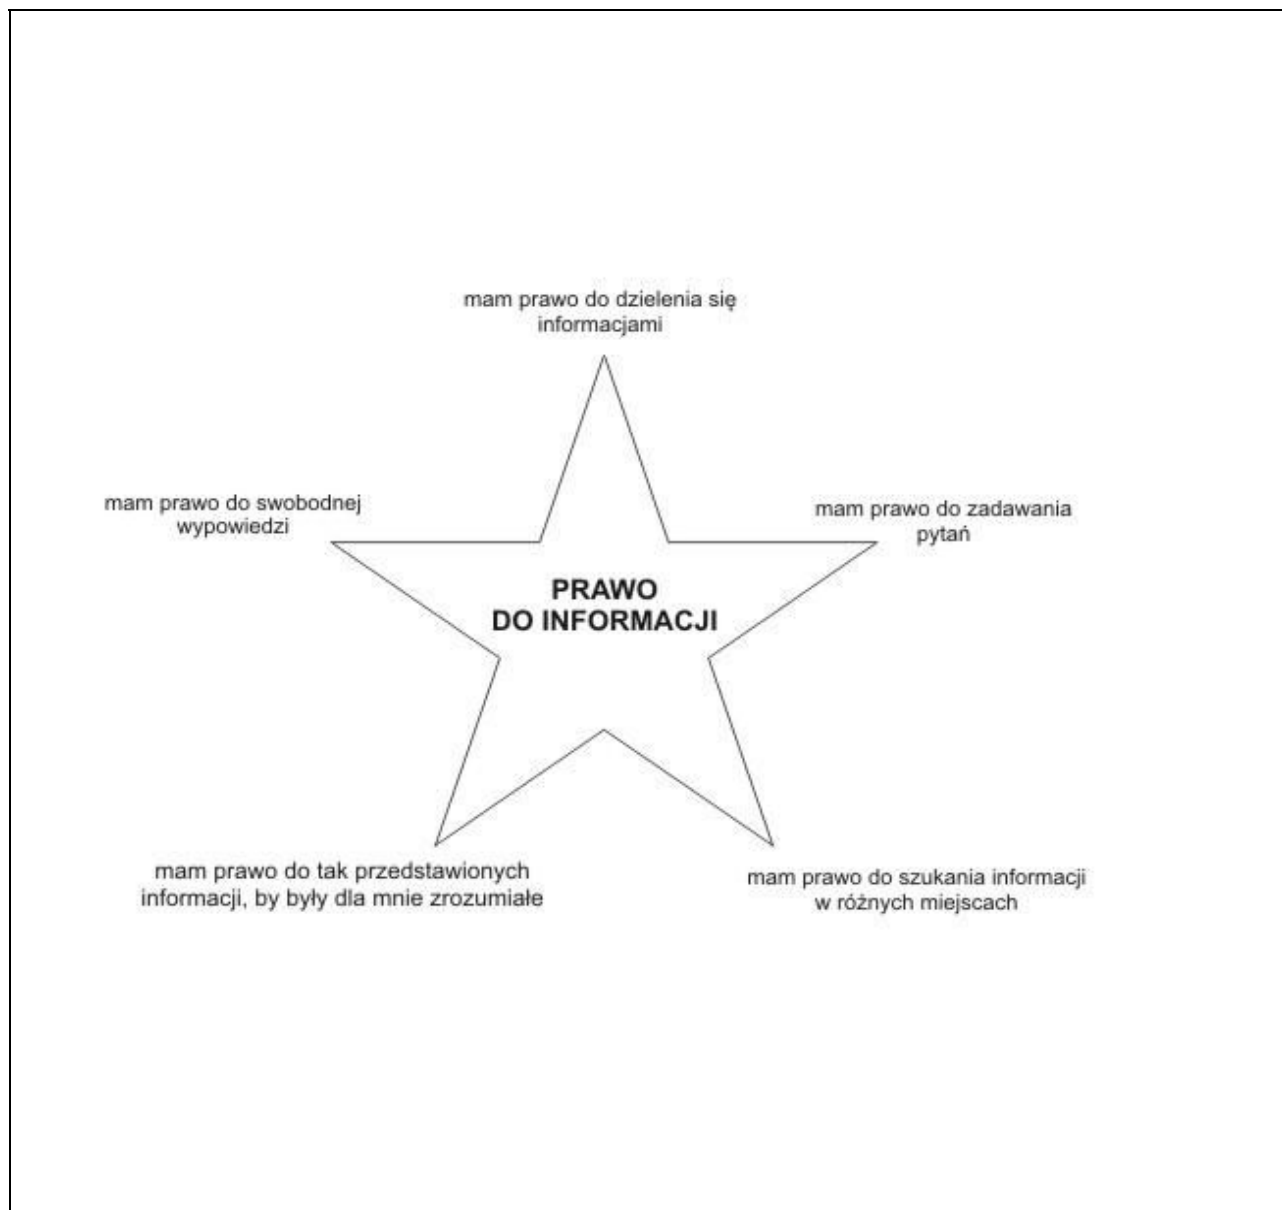 mam prawo do dzielenia się
informacjami
mam prawo do swobodnej
wypowiedzi
mam prawo do zadawania
pytań
PRAWO
DO INFORMACJI
mam prawo do tak przedstawionych
informacji, by były dla mnie zrozumiałe
mam prawo do szukania informacji
w różnych miejscach